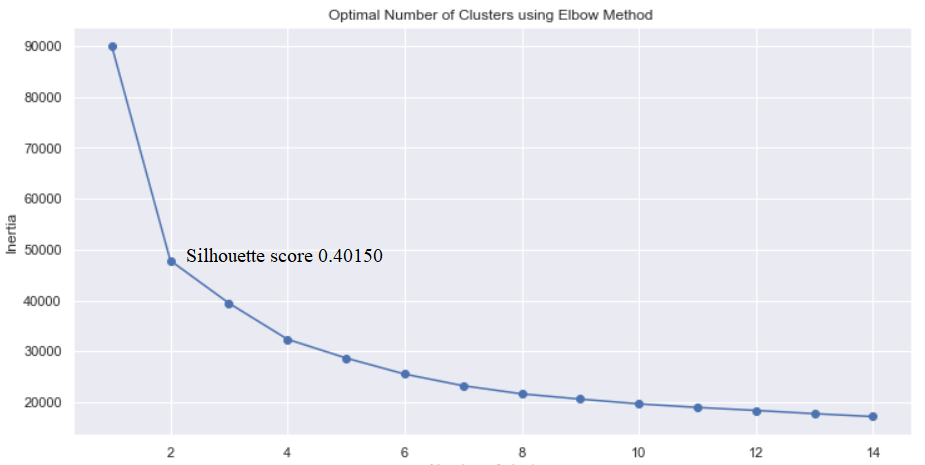 Optimal Number of Clusters using Elbow Method
90000
80000
70000
60000
50000
40000
30000
20000
Inertia
Silhouette score 0.40150
2 4 6 8 10 12 14